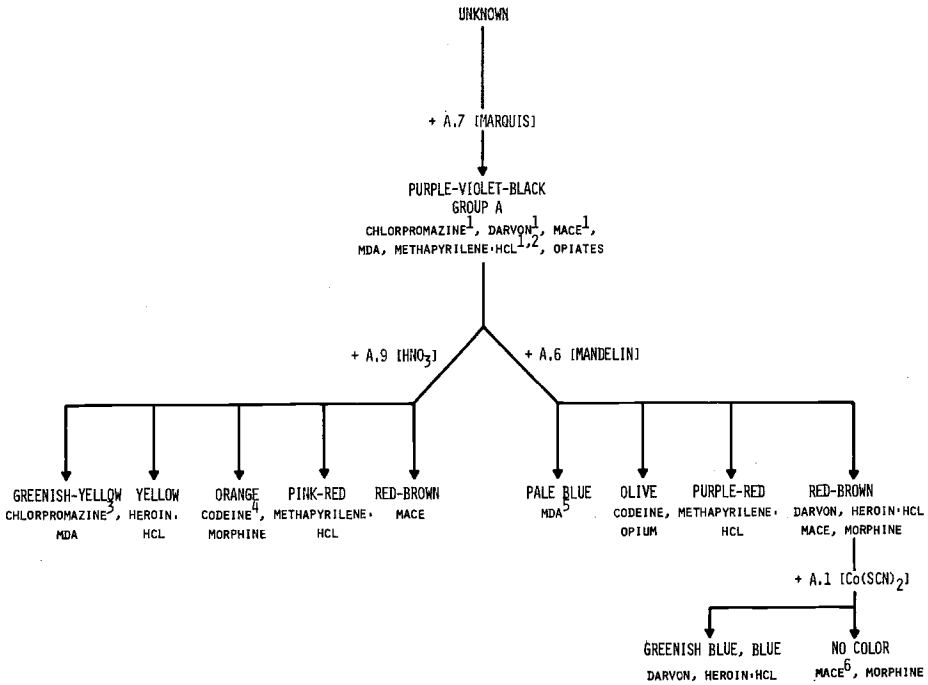 UNKNOWN
+ A.7 [MARQUIS]
PURPLE-VIOLET-BLACK
GROUP A
CHLORPROMAZINE1, DARVON1, MACE1,
MDA, METHAPYRILENE·HCL1,2, OPIATES
+ A.9 [HNO3]
+ A.6 [MANDELIN]
GREENISH-YELLOW
CHLORPROMAZINE3,
MDA
YELLOW
HEROIN·
HCL
ORANGE
CODEINE4,
MORPHINE
PINK-RED
METHAPYRILENE·
HCL
RED-BROWN
MACE
PALE BLUE
MDA5
OLIVE
CODEINE,
OPIUM
PURPLE-RED
METHAPYRILENE·
HCL
RED-BROWN
DARVON, HEROIN·HCL
MACE, MORPHINE
+ A.1 [Co(SCN)2]
GREENISH BLUE, BLUE
DARVON, HEROIN·HCL
NO COLOR
MACE6, MORPHINE